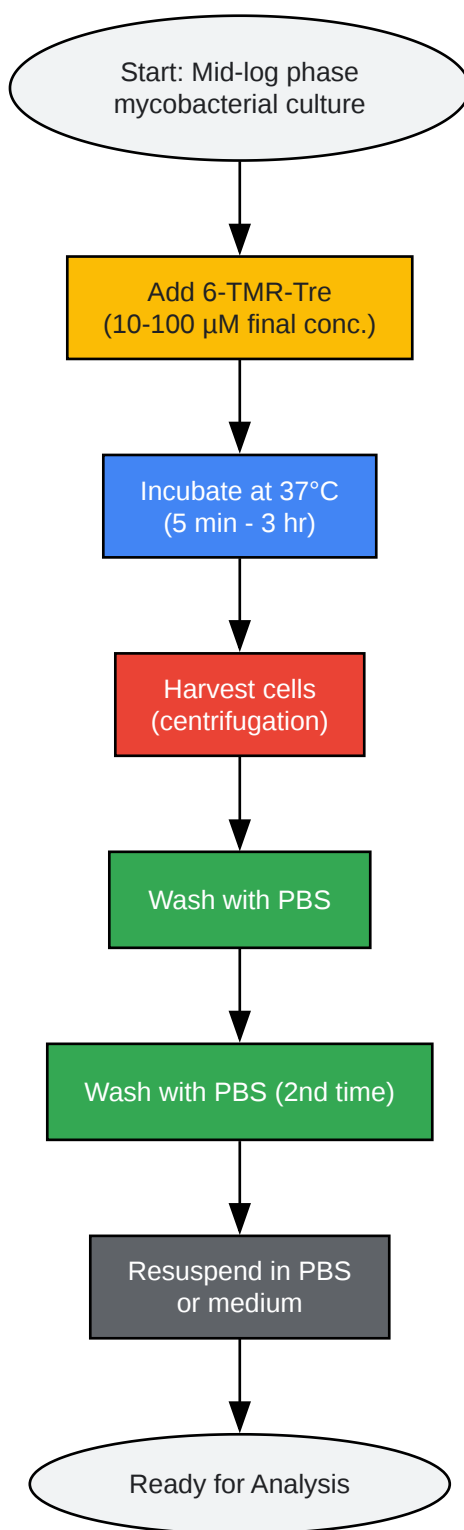 Start: Mid-log phase
mycobacterial culture
Add 6-TMR-Tre
(10-100 µM final conc.)
Incubate at 37°C
(5 min - 3 hr)
Harvest cells
(centrifugation)
Wash with PBS
Wash with PBS (2nd time)
Resuspend in PBS
or medium
Ready for Analysis